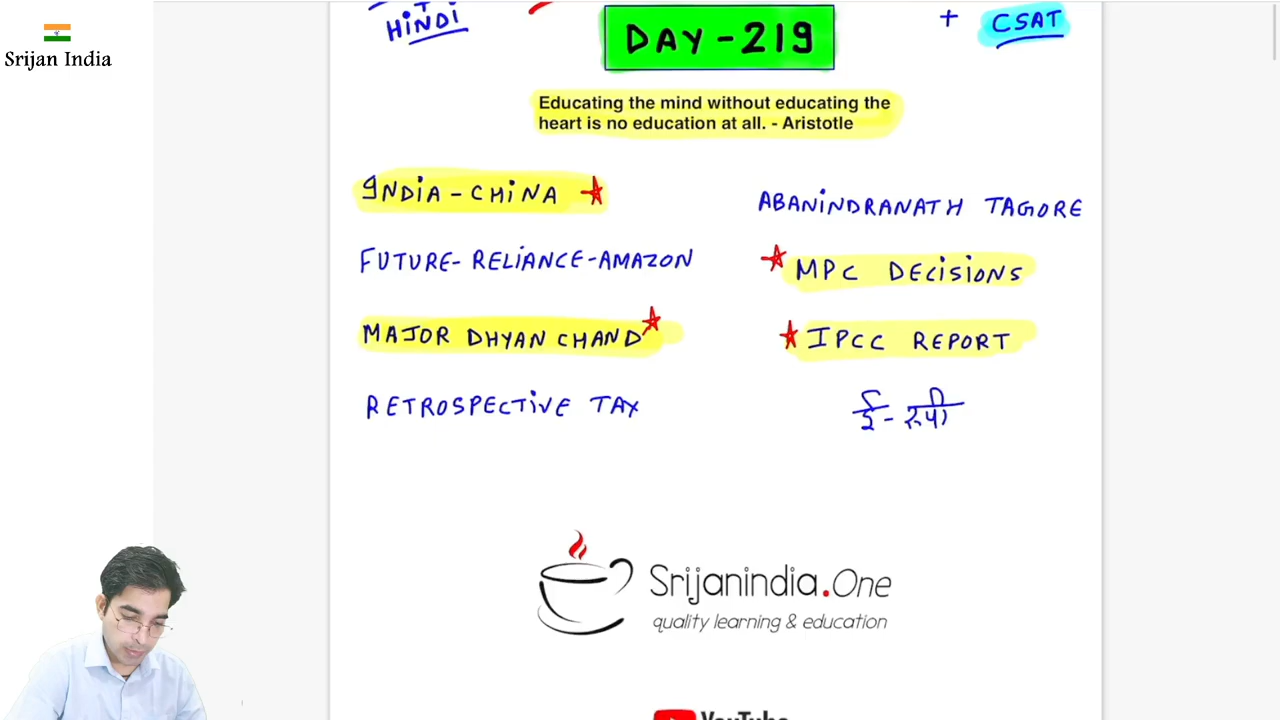 Srijan India
HiNDi
DAY-219
+ CSAT
Educating the mind without educating the
heart is no education at all. - Aristotle
INDiA - CHiNA
FUTURE- RELiANCE-AMAZON
MAJOR DHYAN CHAND
RETROSPECTiVE TAX
ABANiNDRANATH TAGORE
MPC DECiSiONS
IPCC REPORT
ई-रुपी
Srijanindia.One
quality learning & education
YouTube